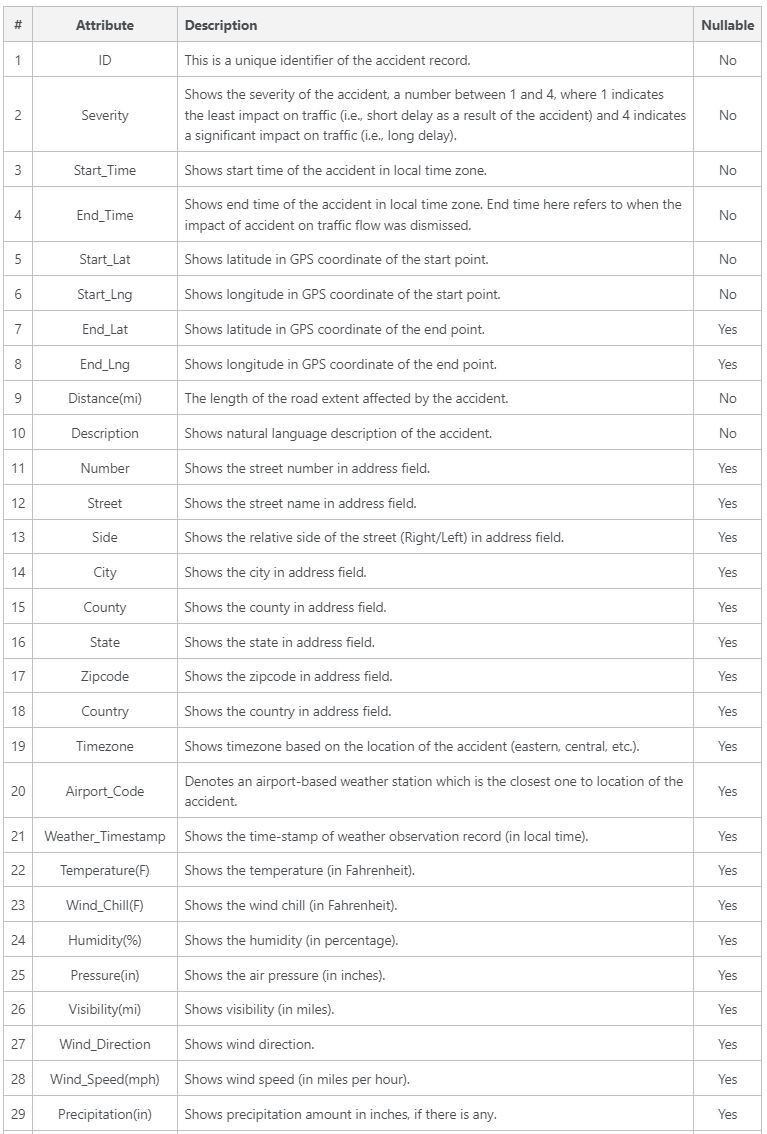 # Attribute Description Nullable
1 ID This is a unique identifier of the accident record. No
Shows the severity of the accident, a number between 1 and 4, where 1 indicates
2 Severity the least impact on traffic (i.e., short delay as a result of the accident) and 4 indicates No
a significant impact on traffic (i.e., long delay).
3 Start_Time Shows start time of the accident in local time zone. No
4 End_Time Shows end time of the accident in local time zone. End time here refers to when the No
impact of accident on traffic flow was dismissed.
5 Start_Lat Shows latitude in GPS coordinate of the start point. No
6 Start_Lng Shows longitude in GPS coordinate of the start point. No
7 End_Lat Shows latitude in GPS coordinate of the end point. Yes
8 End_Lng Shows longitude in GPS coordinate of the end point. Yes
9 Distance(mi) The length of the road extent affected by the accident. No
10 Description Shows natural language description of the accident. No
11 Number Shows the street number in address field. Yes
12 Street Shows the street name in address field. Yes
13 Side Shows the relative side of the street (Right/Left) in address field. Yes
14 City Shows the city in address field. Yes
15 County Shows the county in address field. Yes
16 State Shows the state in address field. Yes
17 Zipcode Shows the zipcode in address field. Yes
18 Country Shows the country in address field. Yes
19 Timezone Shows timezone based on the location of the accident (eastern, central, etc.). Yes
20 Airport_Code Denotes an airport-based weather station which is the closest one to location of the Yes
accident.
21 Weather_Timestamp Shows the time-stamp of weather observation record (in local time). Yes
22 Temperature(F) Shows the temperature (in Fahrenheit). Yes
23 Wind_Chill(F) Shows the wind chill (in Fahrenheit). Yes
24 Humidity(%) Shows the humidity (in percentage). Yes
25 Pressure(in) Shows the air pressure (in inches). Yes
26 Visibility(mi) Shows visibility (in miles). Yes
27 Wind_Direction Shows wind direction. Yes
28 Wind_Speed(mph) Shows wind speed (in miles per hour). Yes
29 Precipitation(in) Shows precipitation amount in inches, if there is any. Yes